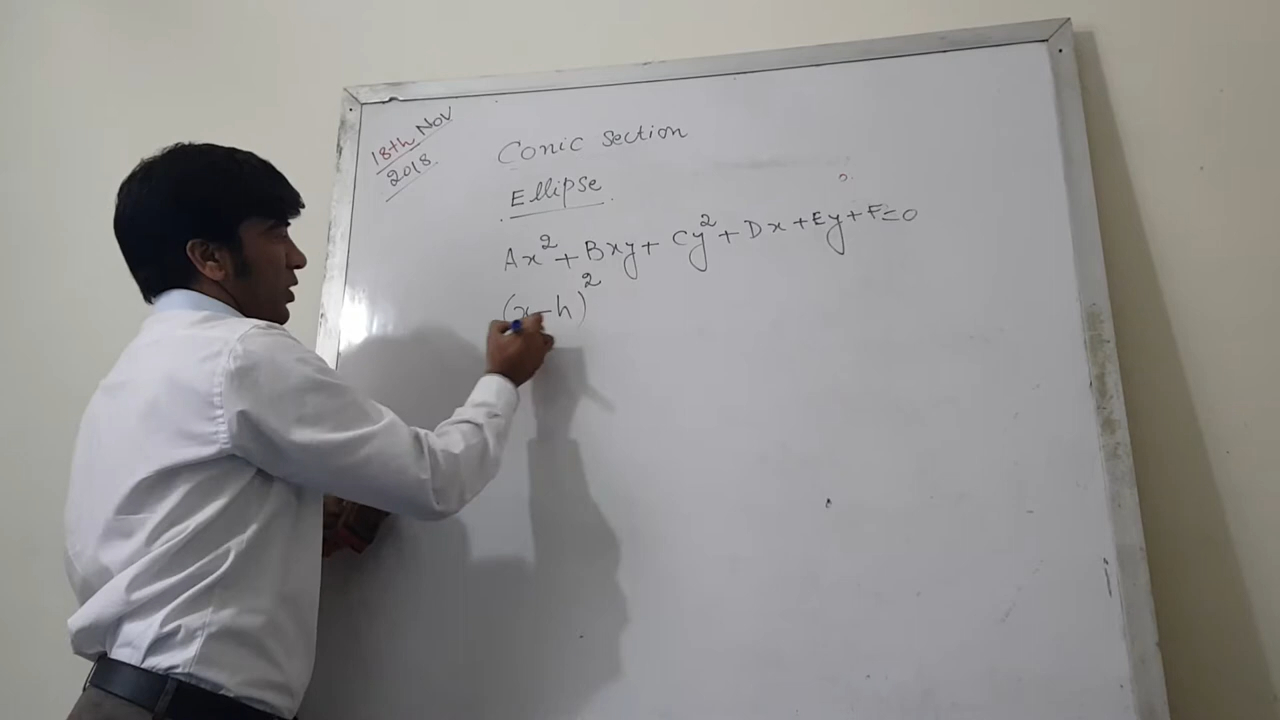 18th Nov
2018
Conic section
Ellipse
Ax² + Bxy + Cy² + Dx + Ey + F = 0
(x-h)²